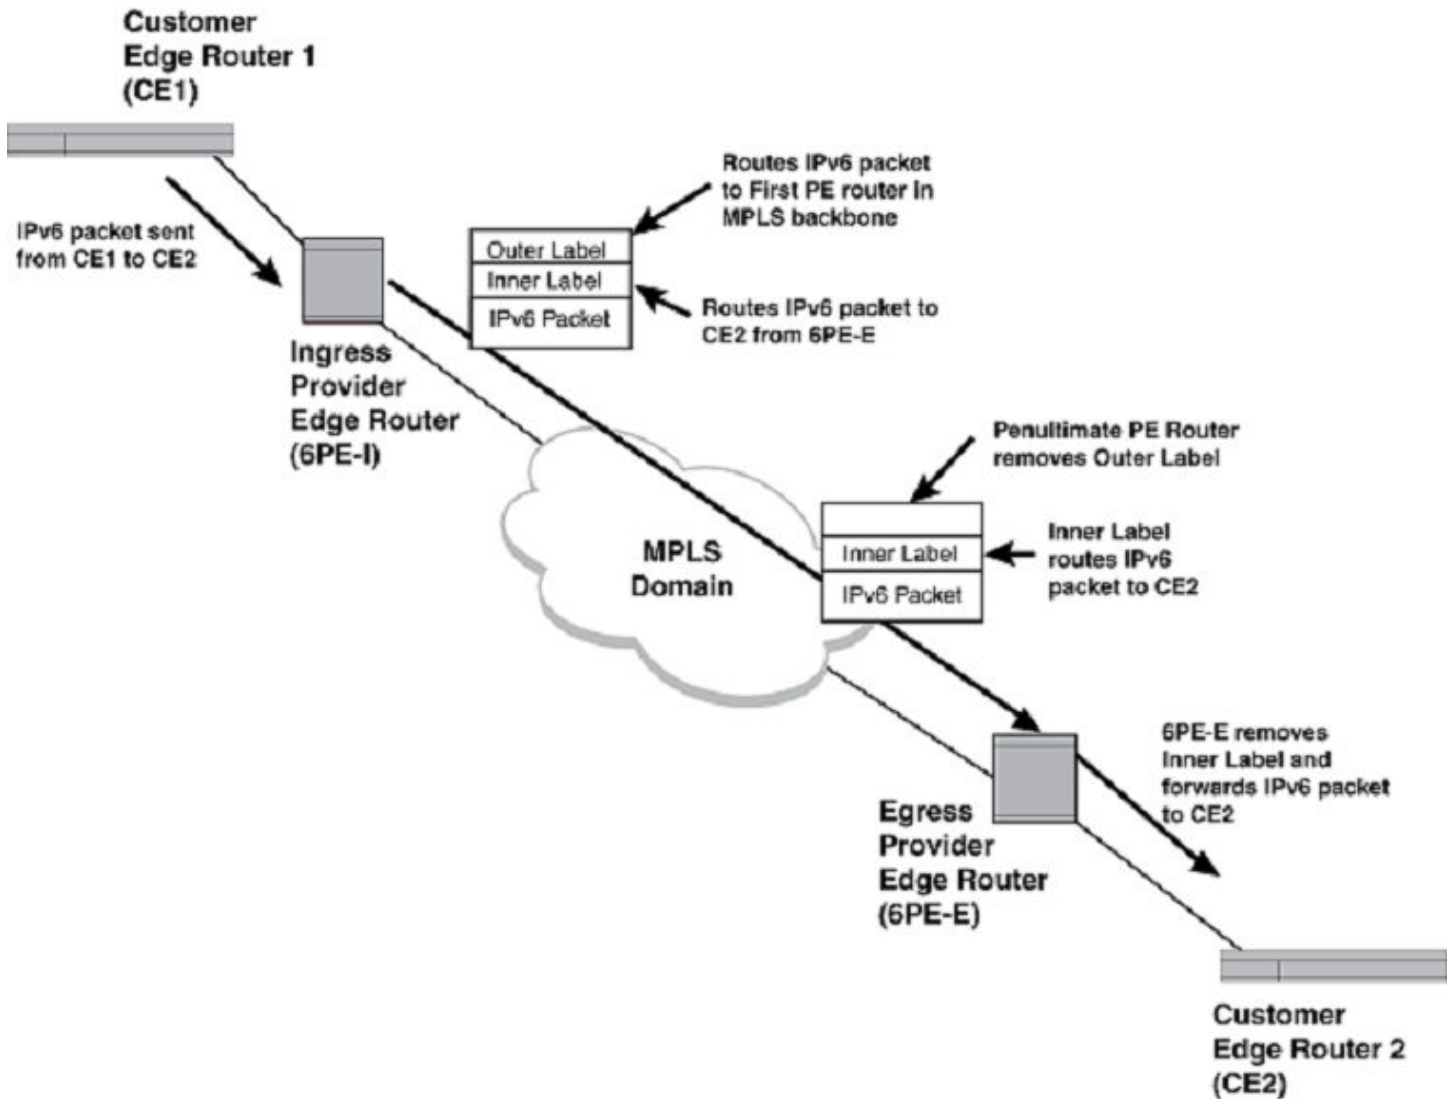 Customer
Edge Router 1
(CE1)
IPv6 packet sent
from CE1 to CE2
Routes IPv6 packet
to First PE router in
MPLS backbone
Outer Label
Inner Label
IPv6 Packet
Routes IPv6 packet to
CE2 from 6PE-E
Ingress
Provider
Edge Router
(6PE-I)
Penultimate PE Router
removes Outer Label
MPLS
Domain
Inner Label
IPv6 Packet
Inner Label
routes IPv6
packet to CE2
6PE-E removes
Inner Label and
forwards IPv6 packet
to CE2
Egress
Provider
Edge Router
(6PE-E)
Customer
Edge Router 2
(CE2)